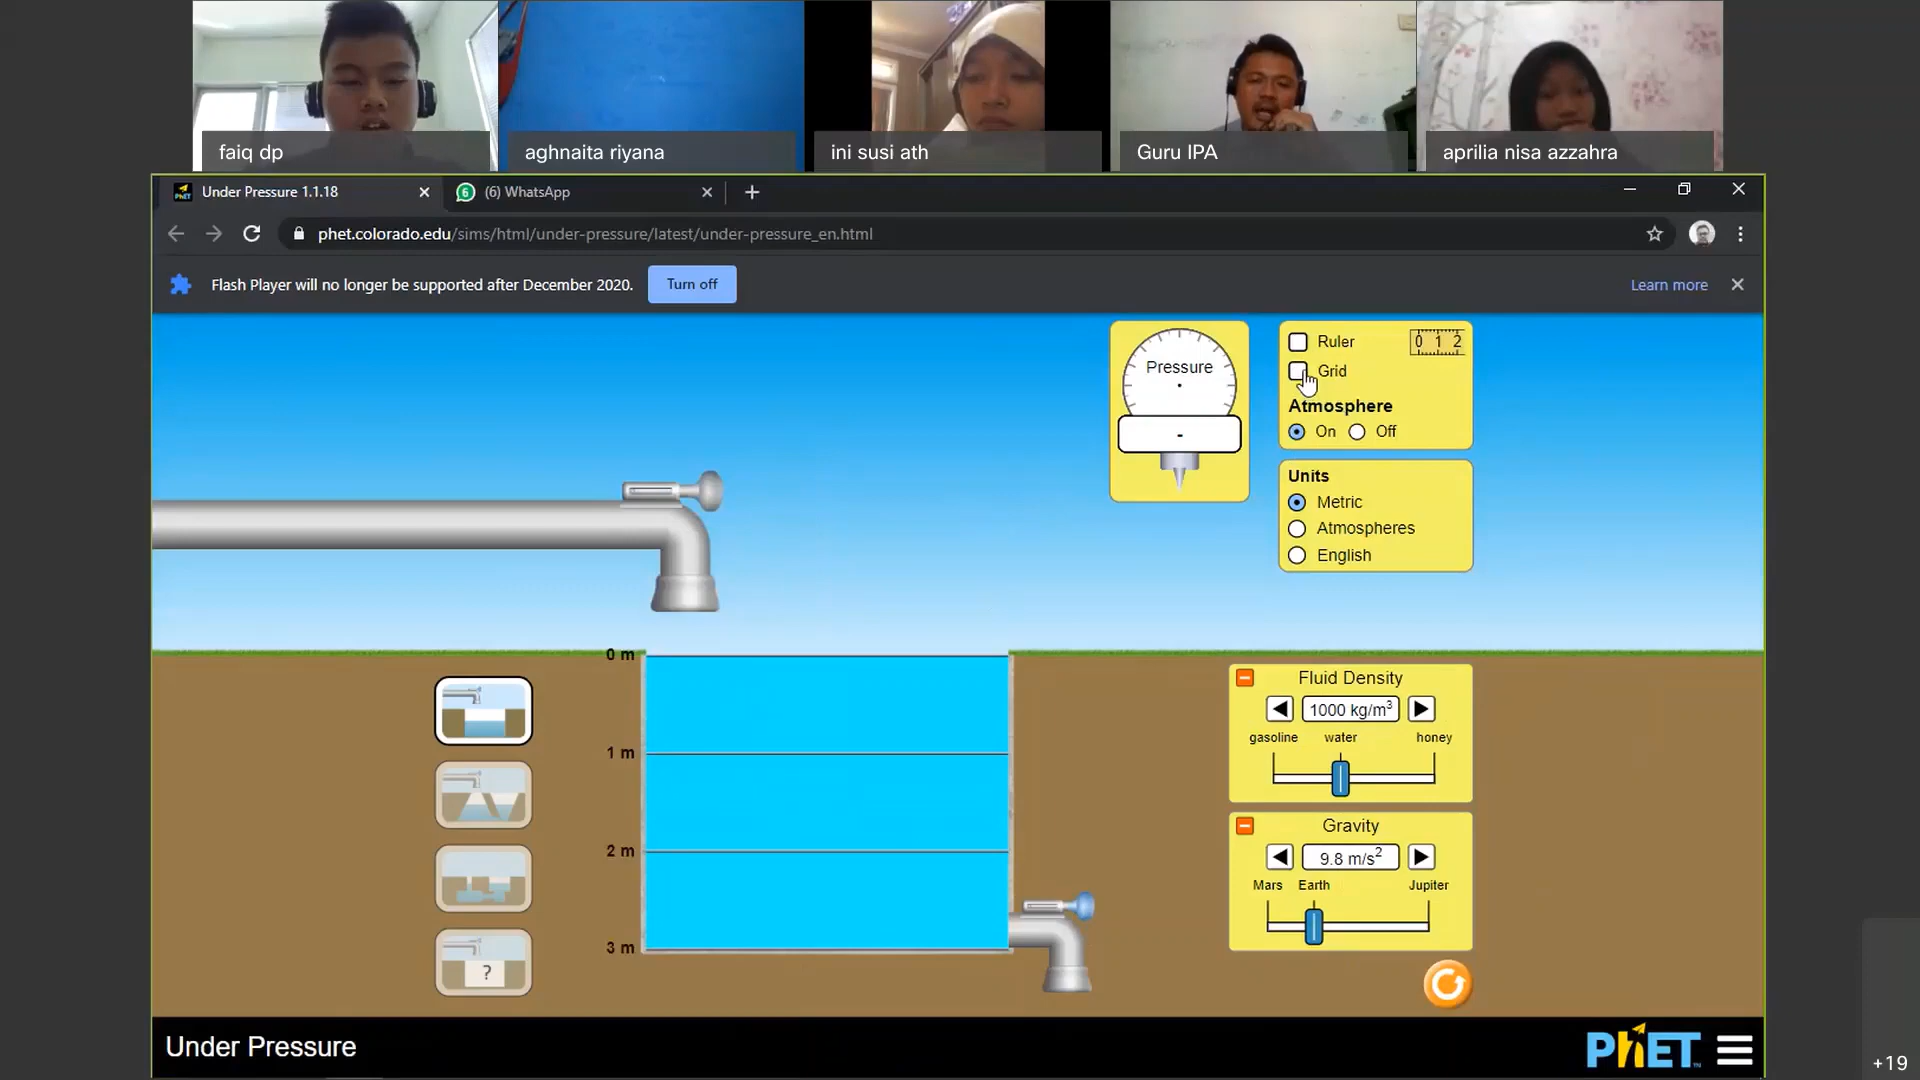 faiq dp
aghnaita riyana
ini susi ath
Guru IPA
aprilia nisa azzahra
Under Pressure 1.1.18
6 (6) WhatsApp
phet.colorado.edu/sims/html/under-pressure/latest/under-pressure_en.html
Flash Player will no longer be supported after December 2020.
Turn off
Learn more
Pressure
-
Ruler
0 1 2
Grid
Atmosphere
On Off
Units
Metric
Atmospheres
English
0 m
1 m
2 m
3 m
?
Fluid Density
1000 kg/m³
gasoline water honey
Gravity
9.8 m/s²
Mars Earth Jupiter
Under Pressure
PhET
+19